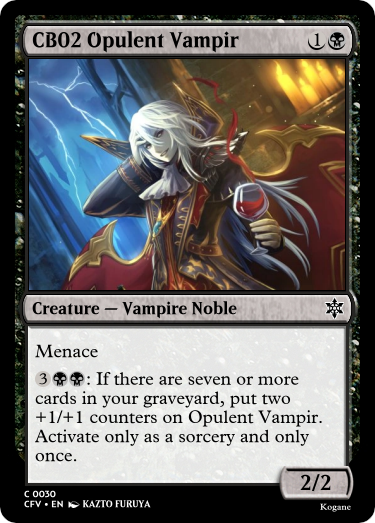 CB02 Opulent Vampir 1
Creature — Vampire Noble
Menace
3: If there are seven or more
cards in your graveyard, put two
+1/+1 counters on Opulent Vampir.
Activate only as a sorcery and only
once.
2/2
C 0030
CFV • EN KAZTO FURUYA
Kogane